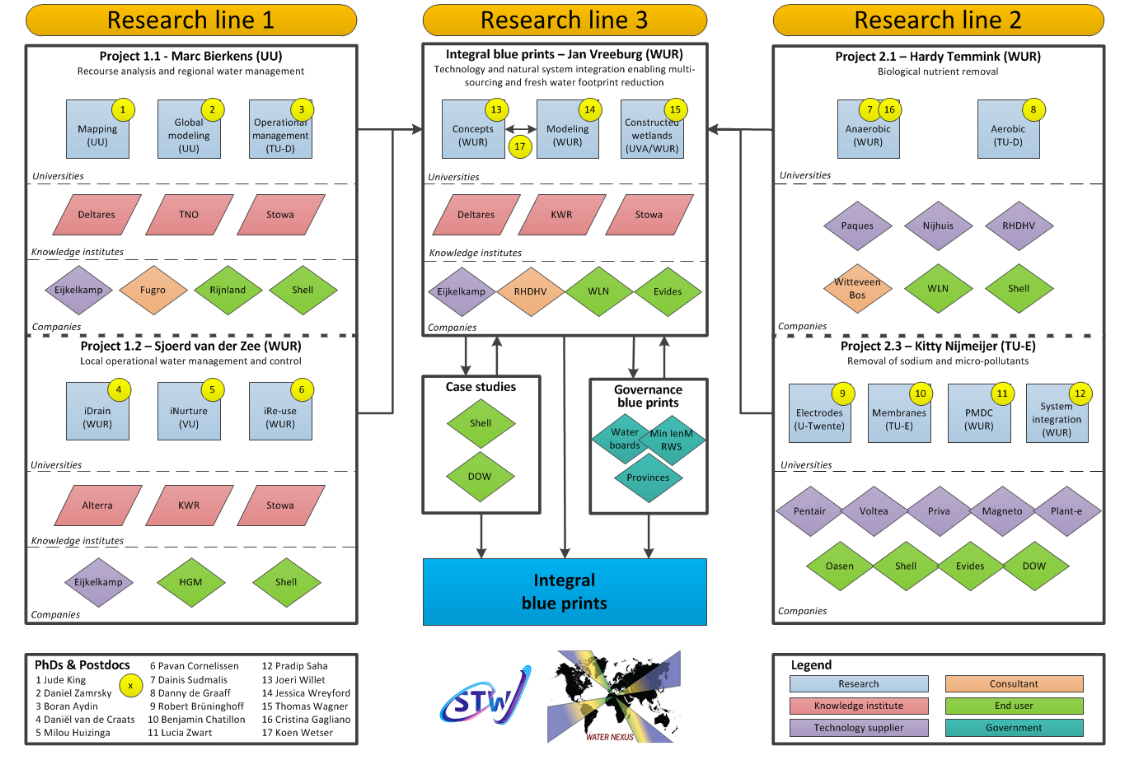 Research line 1
Project 1.1 - Marc Bierkens (UU)
Recourse analysis and regional water management
1
2
3
Mapping
(UU)
Global
modeling
(UU)
Operational
management
(TU-D)
Universities
Deltares
TNO
Stowa
Knowledge institutes
Eijkelkamp
Fugro
Rijnland
Shell
Companies
Project 1.2 – Sjoerd van der Zee (WUR)
Local operational water management and control
4
5
6
iDrain
(WUR)
iNurture
(VU)
iRe-use
(WUR)
Universities
Alterra
KWR
Stowa
Knowledge institutes
Eijkelkamp
HGM
Shell
Companies
Research line 3
Integral blue prints – Jan Vreeburg (WUR)
Technology and natural system integration enabling multi-
sourcing and fresh water footprint reduction
13
14
15
Concepts
(WUR)
17
Modeling
(WUR)
Constructed
wetlands
(UVA/WUR)
Universities
Deltares
KWR
Stowa
Knowledge institutes
Eijkelkamp
RHDHV
WLN
Evides
Companies
Case studies
Shell
DOW
Governance
blue prints
Water
boards
Min IenM
RWS
Provinces
Integral
blue prints
Research line 2
Project 2.1 – Hardy Temmink (WUR)
Biological nutrient removal
7
16
8
Anaerobic
(WUR)
Aerobic
(TU-D)
Universities
Paques
Nijhuis
RHDHV
Witteveen
Bos
WLN
Shell
Companies
Project 2.3 – Kitty Nijmeijer (TU-E)
Removal of sodium and micro-pollutants
9
10
11
12
Electrodes
(U-Twente)
Membranes
(TU-E)
PMDC
(WUR)
System
integration
(WUR)
Universities
Pentair
Voltea
Priva
Magneto
Plant-e
Oasen
Shell
Evides
DOW
Companies
PhDs & Postdocs
x
1 Jude King
2 Daniel Zamrsky
3 Boran Aydin
4 Daniël van de Craats
5 Milou Huizinga
6 Pavan Cornelissen
7 Dainis Sudmalis
8 Danny de Graaff
9 Robert Brüninghoff
10 Benjamin Chatillon
11 Lucia Zwart
12 Pradip Saha
13 Joeri Willet
14 Jessica Wreyford
15 Thomas Wagner
16 Cristina Gagliano
17 Koen Wetser
STW
WATER NEXUS
Legend
Research
Consultant
Knowledge institute
End user
Technology supplier
Government